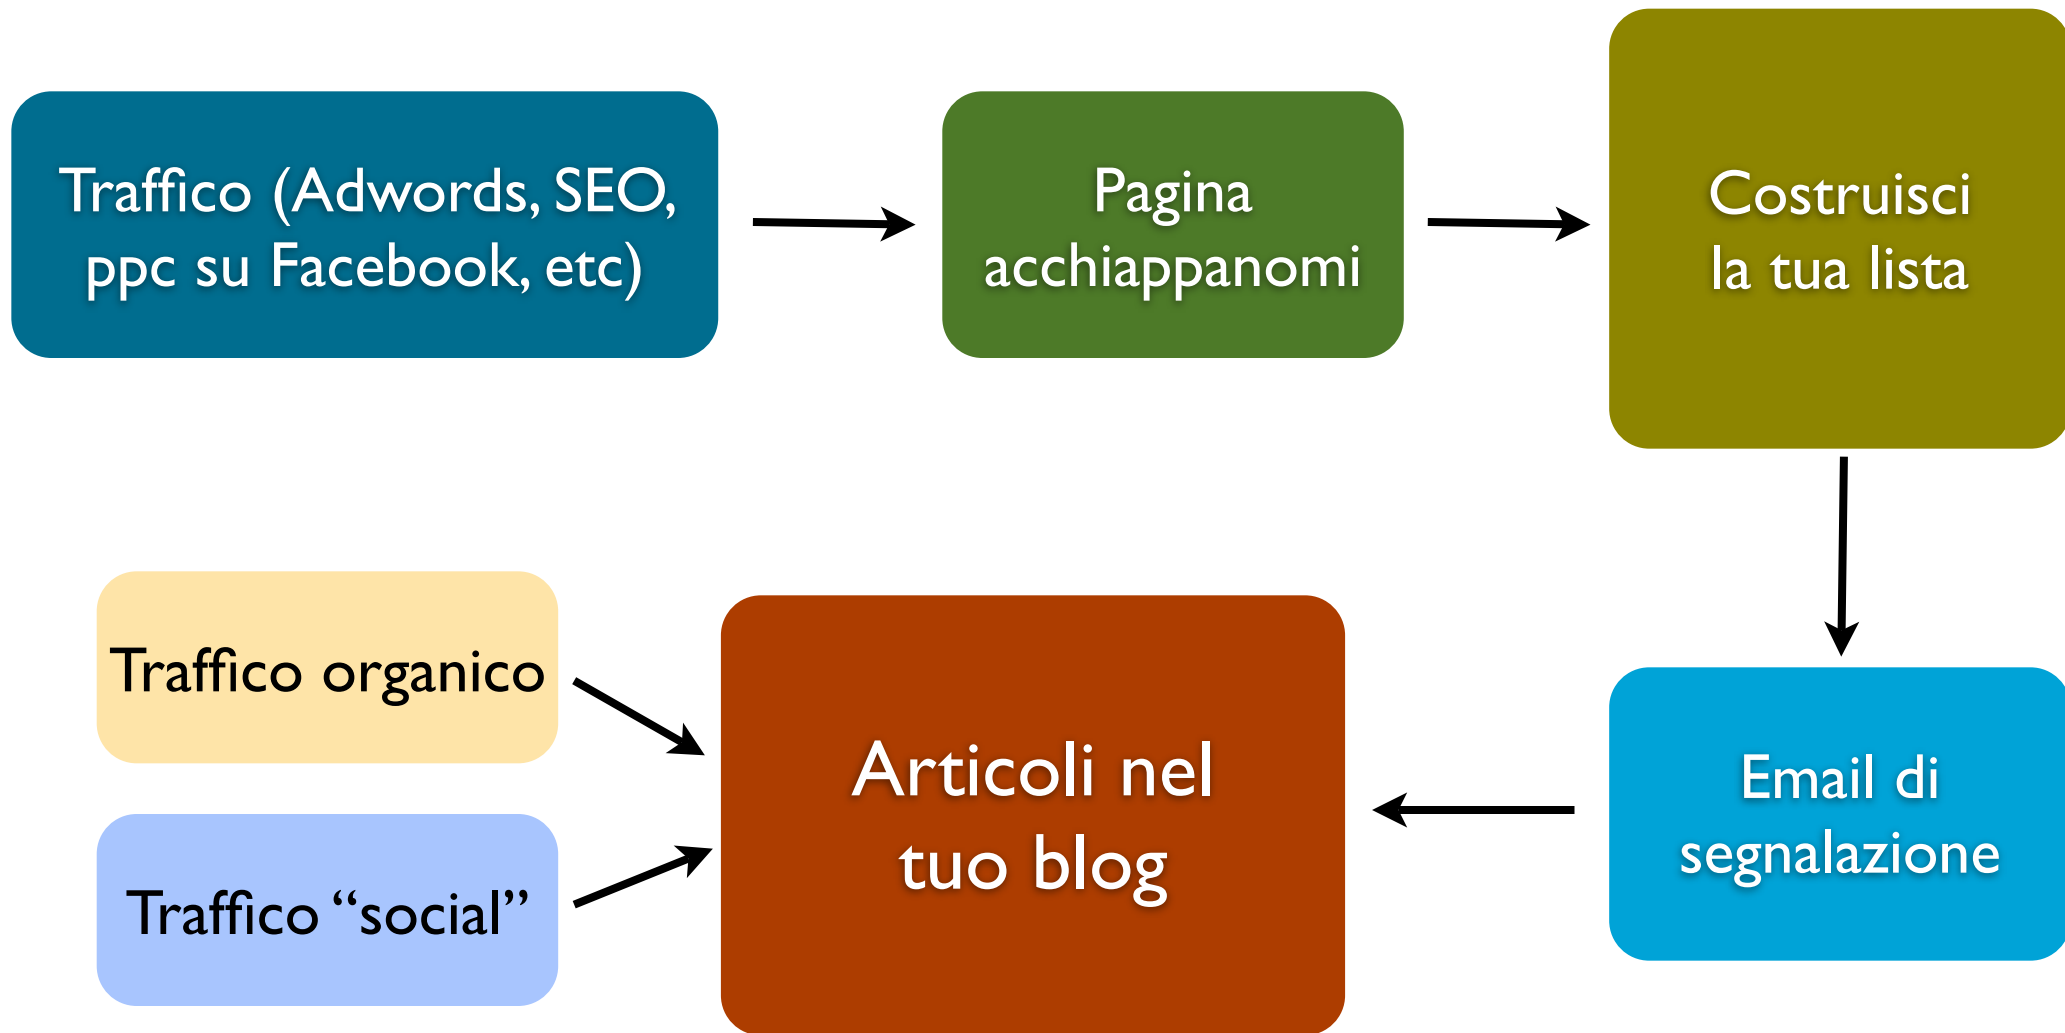 Traffico (Adwords, SEO,
ppc su Facebook, etc)
Pagina
acchiappanomi
Costruisci
la tua lista
Traffico organico
Traffico “social”
Articoli nel
tuo blog
Email di
segnalazione